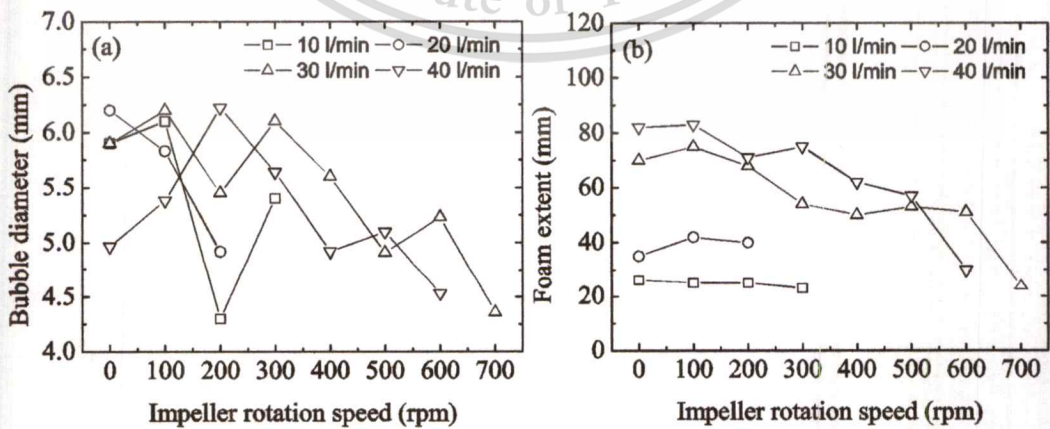 ate of T
(a)
10 l/min 20 l/min
30 l/min 40 l/min
7.0
6.5
6.0
5.5
5.0
4.5
4.0
0 100 200 300 400 500 600 700
Bubble diameter (mm)
Impeller rotation speed (rpm)
(b)
10 l/min 20 l/min
30 l/min 40 l/min
120
100
80
60
40
20
0
0 100 200 300 400 500 600 700
Foam extent (mm)
Impeller rotation speed (rpm)